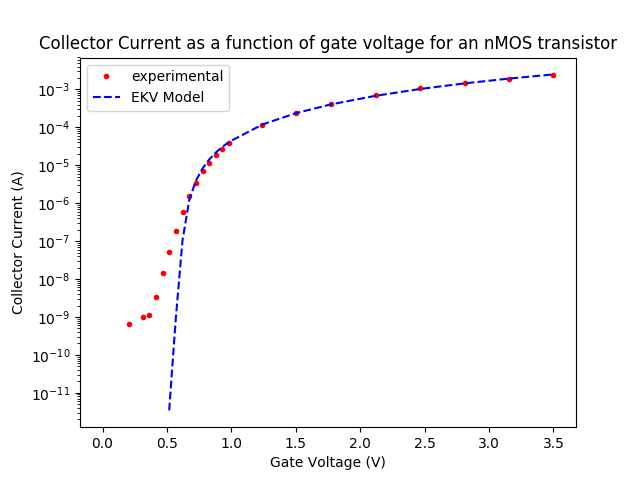 Collector Current as a function of gate voltage for an nMOS transistor
experimental
EKV Model
Collector Current (A)
10⁻³
10⁻⁴
10⁻⁵
10⁻⁶
10⁻⁷
10⁻⁸
10⁻⁹
10⁻¹⁰
10⁻¹¹
0.0 0.5 1.0 1.5 2.0 2.5 3.0 3.5
Gate Voltage (V)